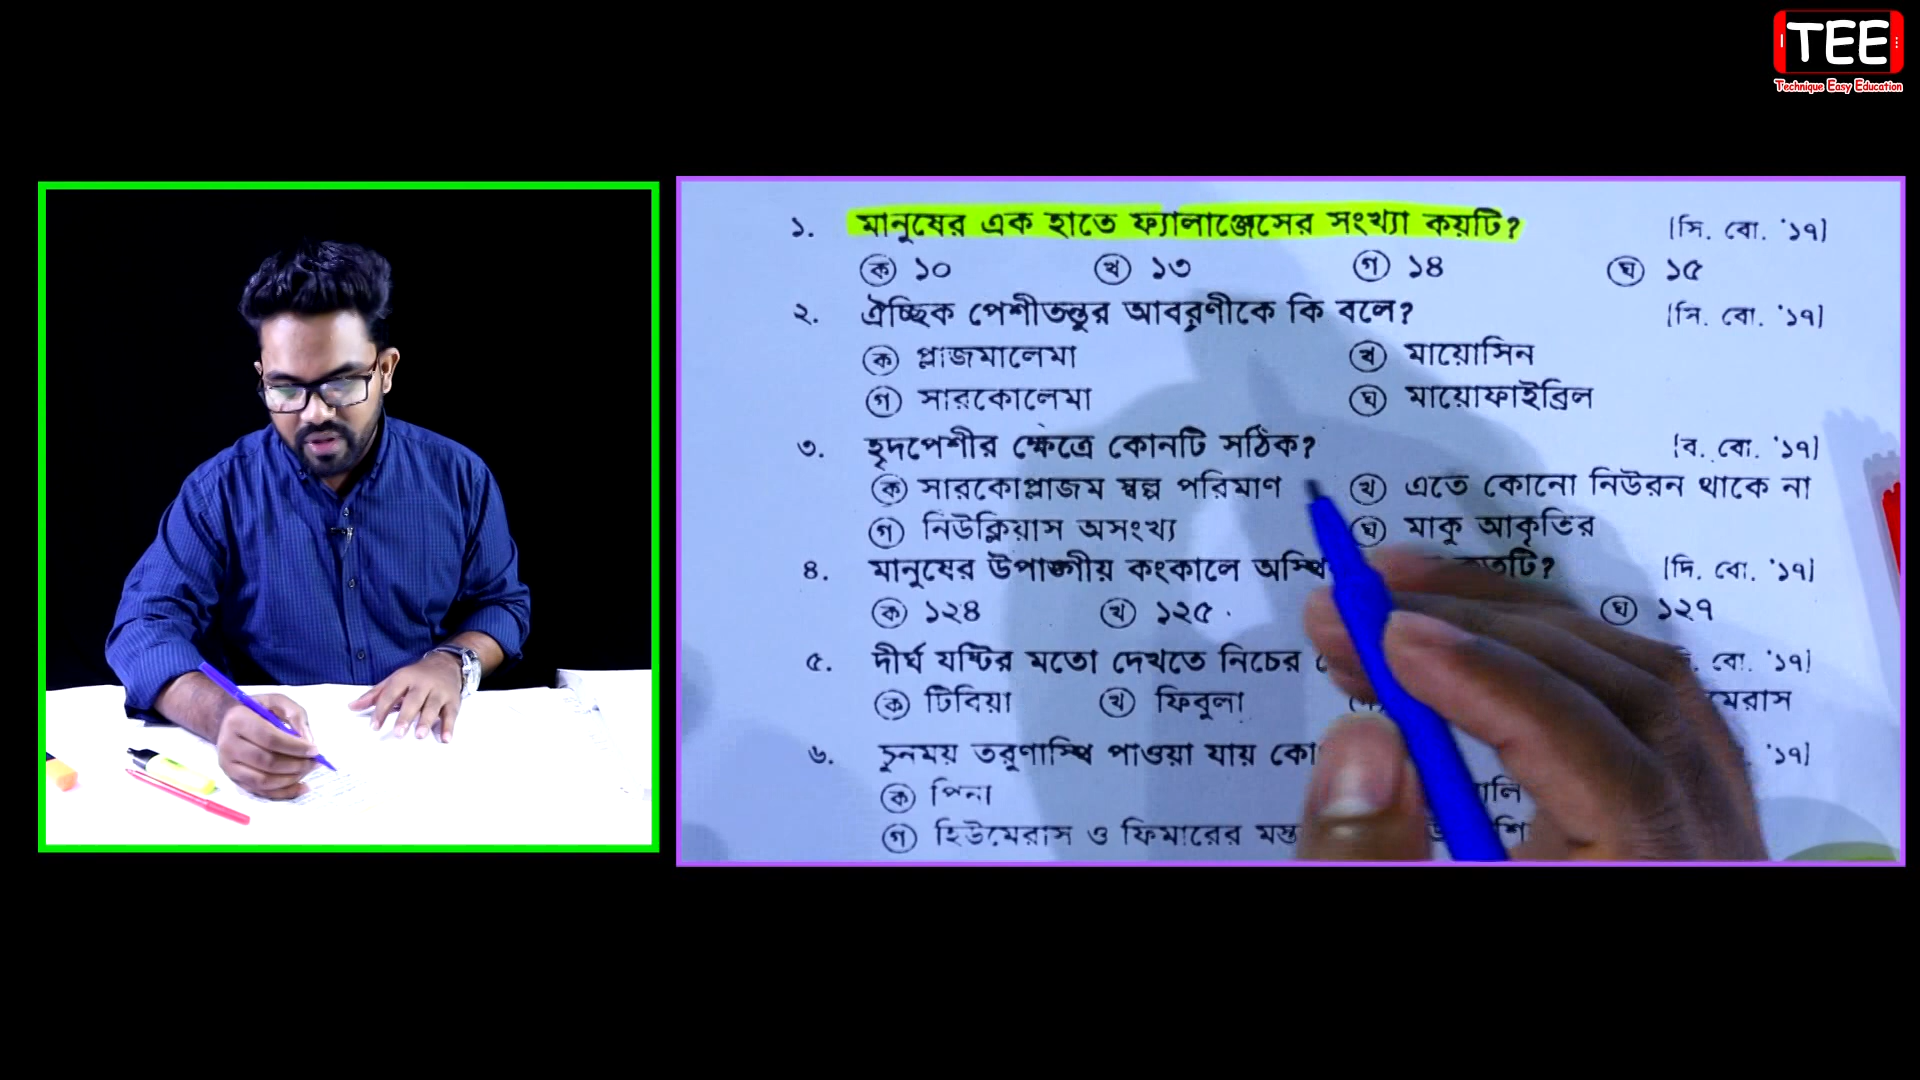 TEE
Technique Easy Education
১. মানুষের এক হাতে ফ্যালাঞ্জেসের সংখ্যা কয়টি? [সি. বো. '১৭]
ক ১০ খ ১৩ গ ১৪ ঘ ১৫
২. ঐচ্ছিক পেশীতন্তুর আবরণীকে কি বলে? [সি. বো. '১৭]
ক প্লাজমালেমা খ মায়োসিন
গ সারকোলেমা ঘ মায়োফাইব্রিল
৩. হৃদপেশীর ক্ষেত্রে কোনটি সঠিক? [ব. বো. '১৭]
ক সারকোপ্লাজম স্বল্প পরিমাণ খ এতে কোনো নিউরন থাকে না
গ নিউক্লিয়াস অসংখ্য ঘ মাকু আকৃতির
৪. মানুষের উপাঙ্গীয় কংকালে [দি. বো. '১৭]
ক ১২৪ খ ১২৫ ঘ ১২৭
৫. দীর্ঘ যষ্টির মতো দেখতে নিচের বো. '১৭]
ক টিবিয়া খ ফিবুলা
৬. চুনময় তরুণাস্থি পাওয়া যায় '১৭]
ক পিনা
গ হিউমেরাস ও ফিমারের